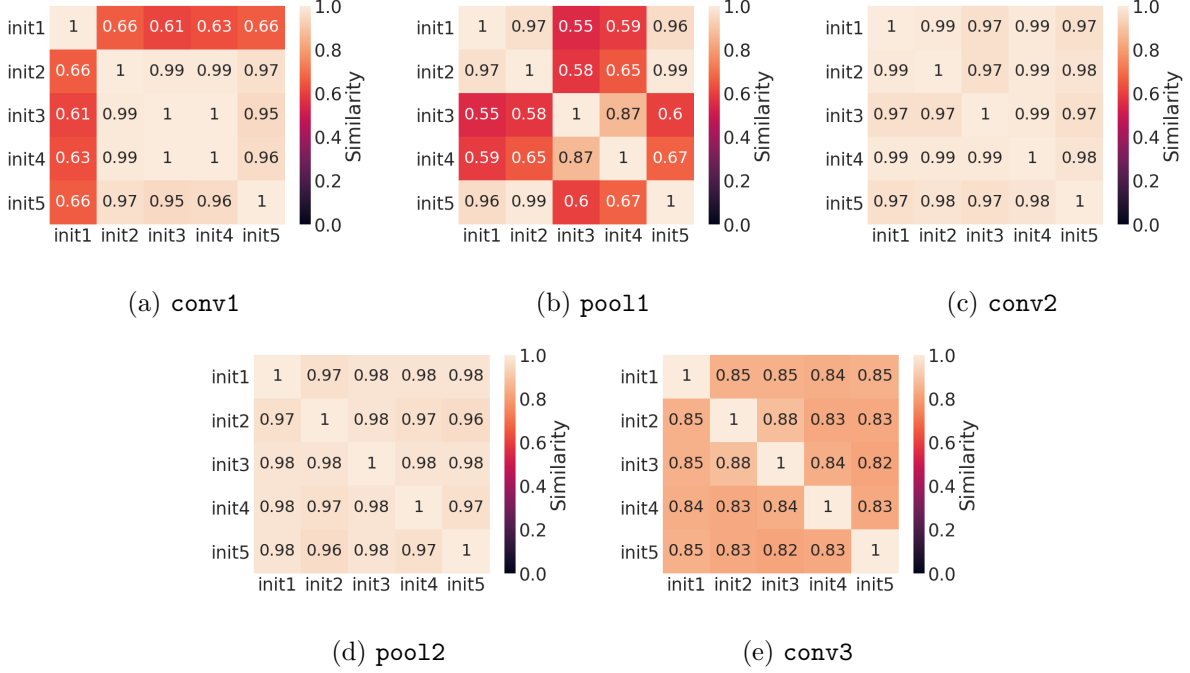 init1 1 0.66 0.61 0.63 0.66
init2 0.66 1 0.99 0.99 0.97
init3 0.61 0.99 1 1 0.95
init4 0.63 0.99 1 1 0.96
init5 0.66 0.97 0.95 0.96 1
init1 init2 init3 init4 init5
1.0
0.8
0.6
0.4
0.2
0.0
Similarity
(a) conv1
init1 1 0.97 0.55 0.59 0.96
init2 0.97 1 0.58 0.65 0.99
init3 0.55 0.58 1 0.87 0.6
init4 0.59 0.65 0.87 1 0.67
init5 0.96 0.99 0.6 0.67 1
init1 init2 init3 init4 init5
1.0
0.8
0.6
0.4
0.2
0.0
Similarity
(b) pool1
init1 1 0.99 0.97 0.99 0.97
init2 0.99 1 0.97 0.99 0.98
init3 0.97 0.97 1 0.99 0.97
init4 0.99 0.99 0.99 1 0.98
init5 0.97 0.98 0.97 0.98 1
init1 init2 init3 init4 init5
1.0
0.8
0.6
0.4
0.2
0.0
Similarity
(c) conv2
init1 1 0.97 0.98 0.98 0.98
init2 0.97 1 0.98 0.97 0.96
init3 0.98 0.98 1 0.98 0.98
init4 0.98 0.97 0.98 1 0.97
init5 0.98 0.96 0.98 0.97 1
init1 init2 init3 init4 init5
1.0
0.8
0.6
0.4
0.2
0.0
Similarity
(d) pool2
init1 1 0.85 0.85 0.84 0.85
init2 0.85 1 0.88 0.83 0.83
init3 0.85 0.88 1 0.84 0.82
init4 0.84 0.83 0.84 1 0.83
init5 0.85 0.83 0.82 0.83 1
init1 init2 init3 init4 init5
1.0
0.8
0.6
0.4
0.2
0.0
Similarity
(e) conv3